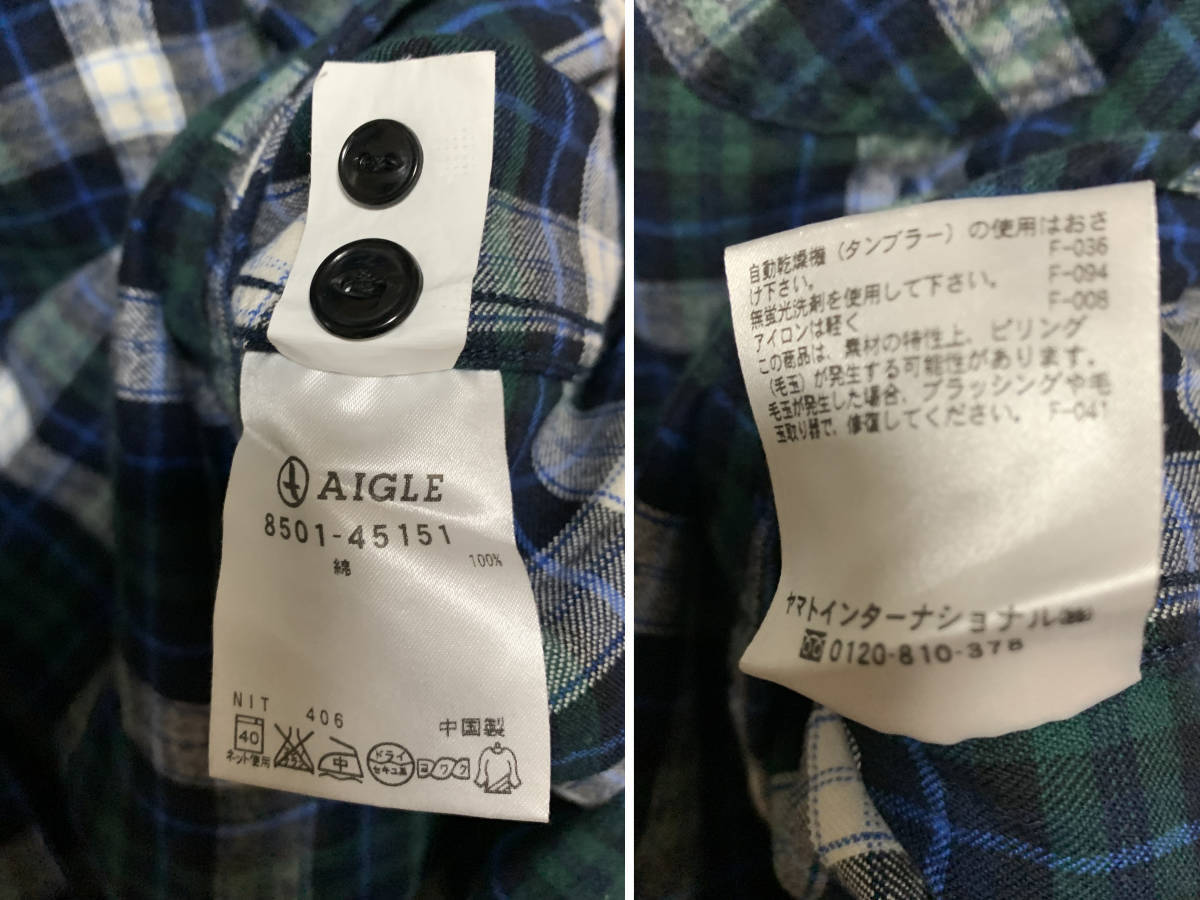 AIGLE
8501-45151
綿 100%
NIT 406
中国製
40
ネット使用
中
ドライ
セキユ系
ヨワク
自動乾燥機（タンブラー）の使用はおさ
け下さい。 F-036
無蛍光洗剤を使用して下さい。 F-094
アイロンは軽く F-008
この商品は、素材の特性上、ピリング
（毛玉）が発生する可能性があります。
毛玉が発生した場合、ブラッシングや毛
玉取り器で、修復してください。 F-041
ヤマトインターナショナル㈱
0120-810-378